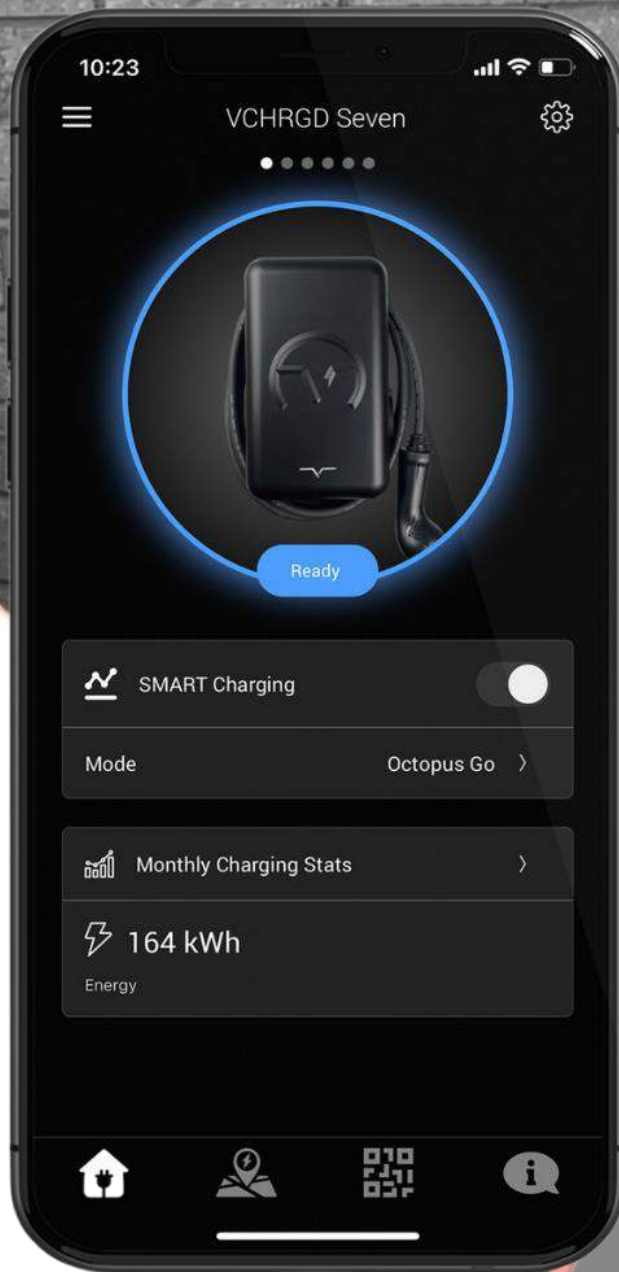 10:23
VCHRGD Seven
Ready
SMART Charging
Mode Octopus Go
Monthly Charging Stats
164 kWh
Energy